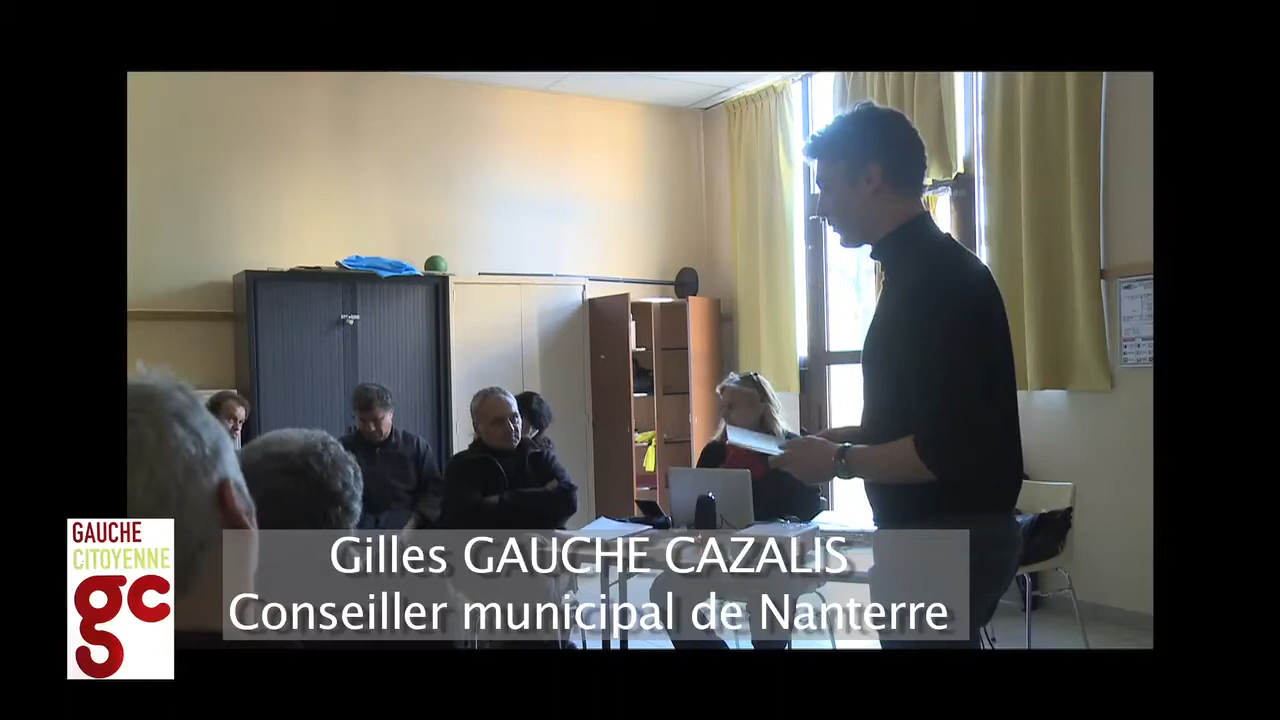 GAUCHE
CITOYENNE
gc
Gilles GAUCHE CAZALIS
Conseiller municipal de Nanterre